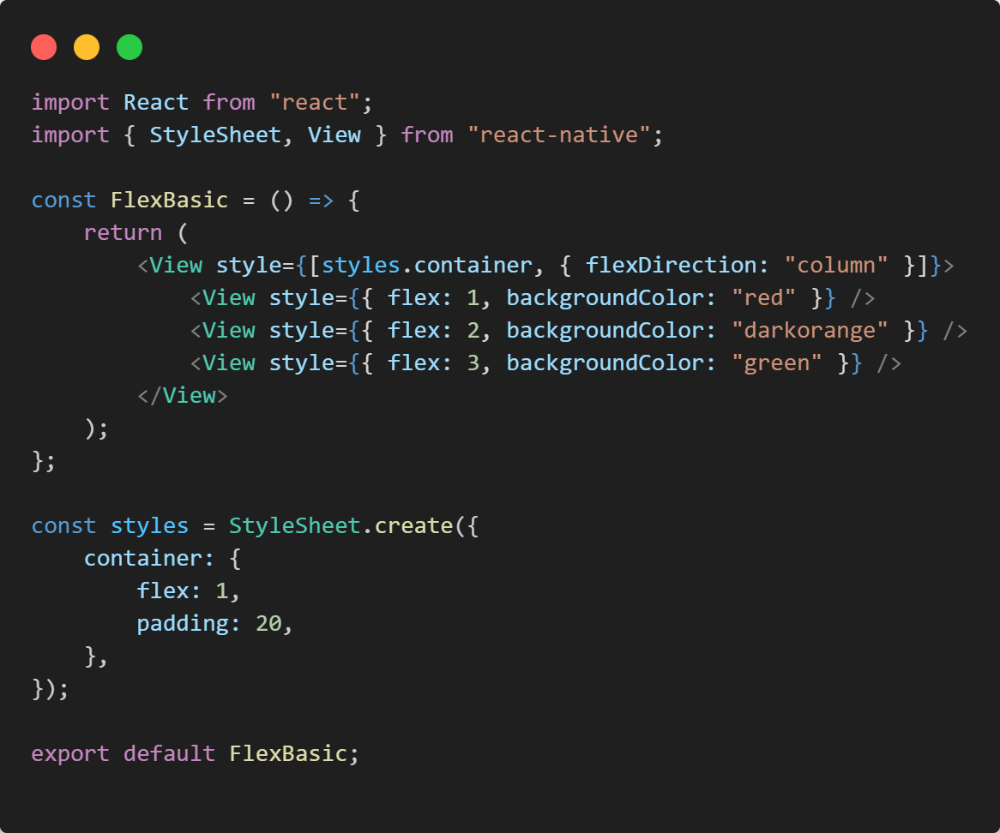 import React from "react";
import { StyleSheet, View } from "react-native";

const FlexBasic = () => {
    return (
        <View style={[styles.container, { flexDirection: "column" }]}>
            <View style={{ flex: 1, backgroundColor: "red" }} />
            <View style={{ flex: 2, backgroundColor: "darkorange" }} />
            <View style={{ flex: 3, backgroundColor: "green" }} />
        </View>
    );
};

const styles = StyleSheet.create({
    container: {
        flex: 1,
        padding: 20,
    },
});

export default FlexBasic;